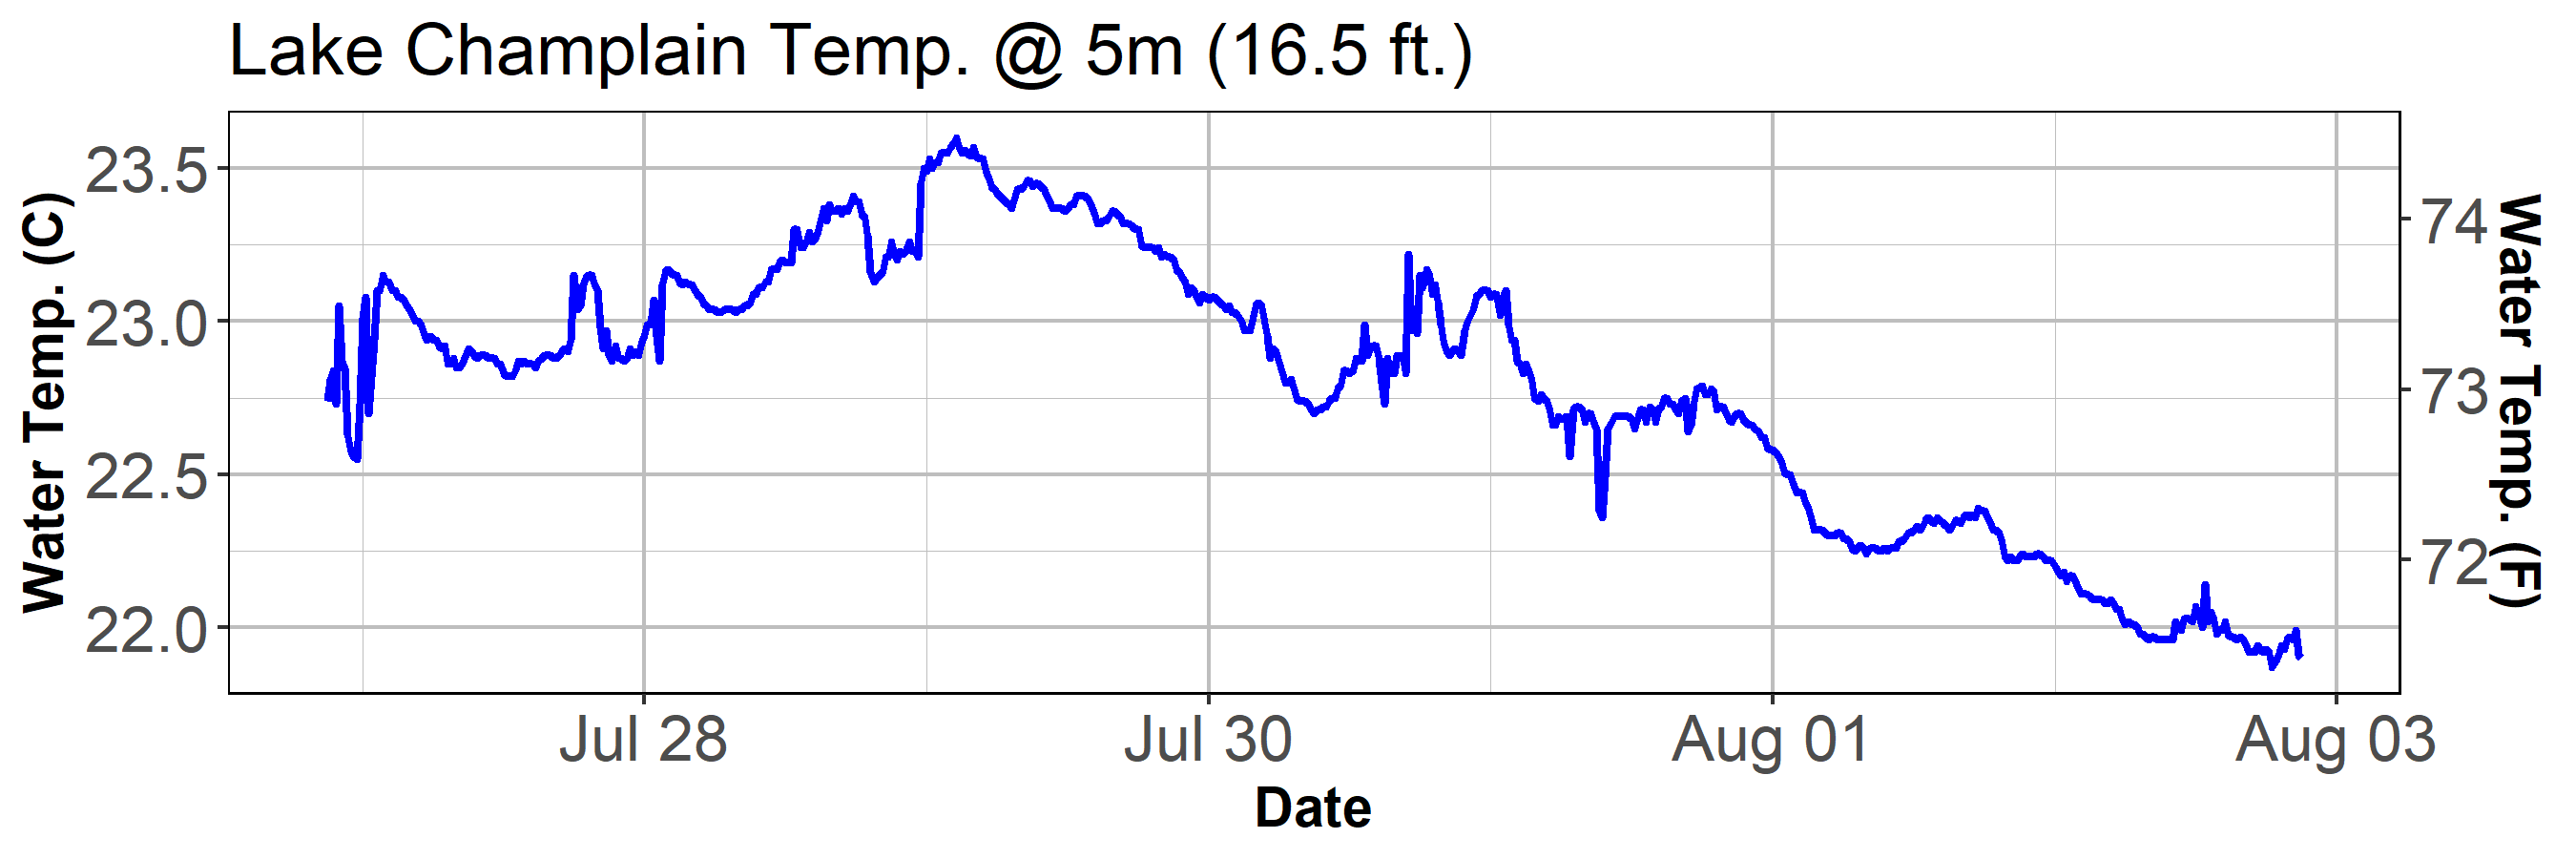 Lake Champlain Temp. @ 5m (16.5 ft.)
Water Temp. (C)
23.5
23.0
22.5
22.0
74
73
72
Water Temp. (F)
Jul 28
Jul 30
Aug 01
Aug 03
Date